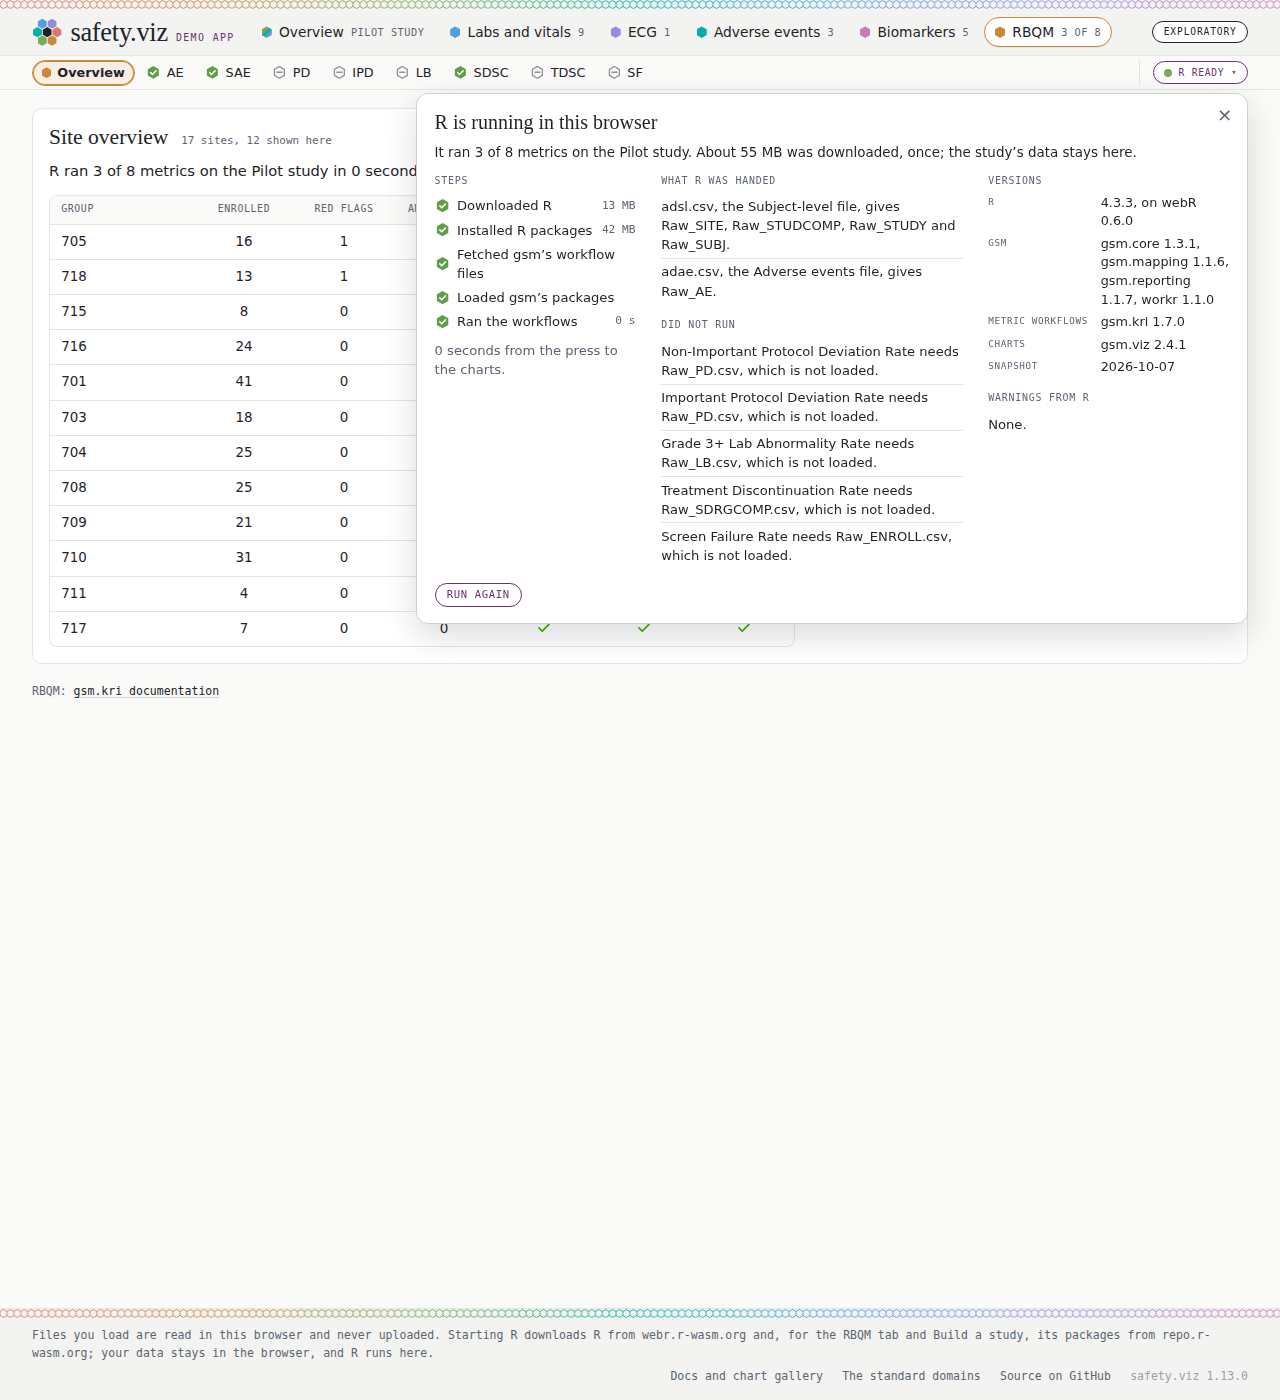 safety.viz DEMO APP
Overview PILOT STUDY
Labs and vitals 9
ECG 1
Adverse events 3
Biomarkers 5
RBQM 3 OF 8
EXPLORATORY
Overview
AE
SAE
PD
IPD
LB
SDSC
TDSC
SF
R READY
Site overview 17 sites, 12 shown here
R ran 3 of 8 metrics on the Pilot study in 0 second
GROUP ENROLLED RED FLAGS
705 16 1
718 13 1
715 8 0
716 24 0
701 41 0
703 18 0
704 25 0
708 25 0
709 21 0
710 31 0
711 4 0
717 7 0 0
R is running in this browser
It ran 3 of 8 metrics on the Pilot study. About 55 MB was downloaded, once; the study’s data stays here.
STEPS
Downloaded R 13 MB
Installed R packages 42 MB
Fetched gsm’s workflow
files
Loaded gsm’s packages
Ran the workflows 0 s
0 seconds from the press to
the charts.
WHAT R WAS HANDED
adsl.csv, the Subject-level file, gives
Raw_SITE, Raw_STUDCOMP, Raw_STUDY and
Raw_SUBJ.
adae.csv, the Adverse events file, gives
Raw_AE.
DID NOT RUN
Non-Important Protocol Deviation Rate needs
Raw_PD.csv, which is not loaded.
Important Protocol Deviation Rate needs
Raw_PD.csv, which is not loaded.
Grade 3+ Lab Abnormality Rate needs
Raw_LB.csv, which is not loaded.
Treatment Discontinuation Rate needs
Raw_SDRGCOMP.csv, which is not loaded.
Screen Failure Rate needs Raw_ENROLL.csv,
which is not loaded.
VERSIONS
R 4.3.3, on webR
0.6.0
GSM gsm.core 1.3.1,
gsm.mapping 1.1.6,
gsm.reporting
1.1.7, workr 1.1.0
METRIC WORKFLOWS gsm.kri 1.7.0
CHARTS gsm.viz 2.4.1
SNAPSHOT 2026-10-07
WARNINGS FROM R
None.
RUN AGAIN
RBQM: gsm.kri documentation
Files you load are read in this browser and never uploaded. Starting R downloads R from webr.r-wasm.org and, for the RBQM tab and Build a study, its packages from repo.r-
wasm.org; your data stays in the browser, and R runs here.
Docs and chart gallery The standard domains Source on GitHub safety.viz 1.13.0